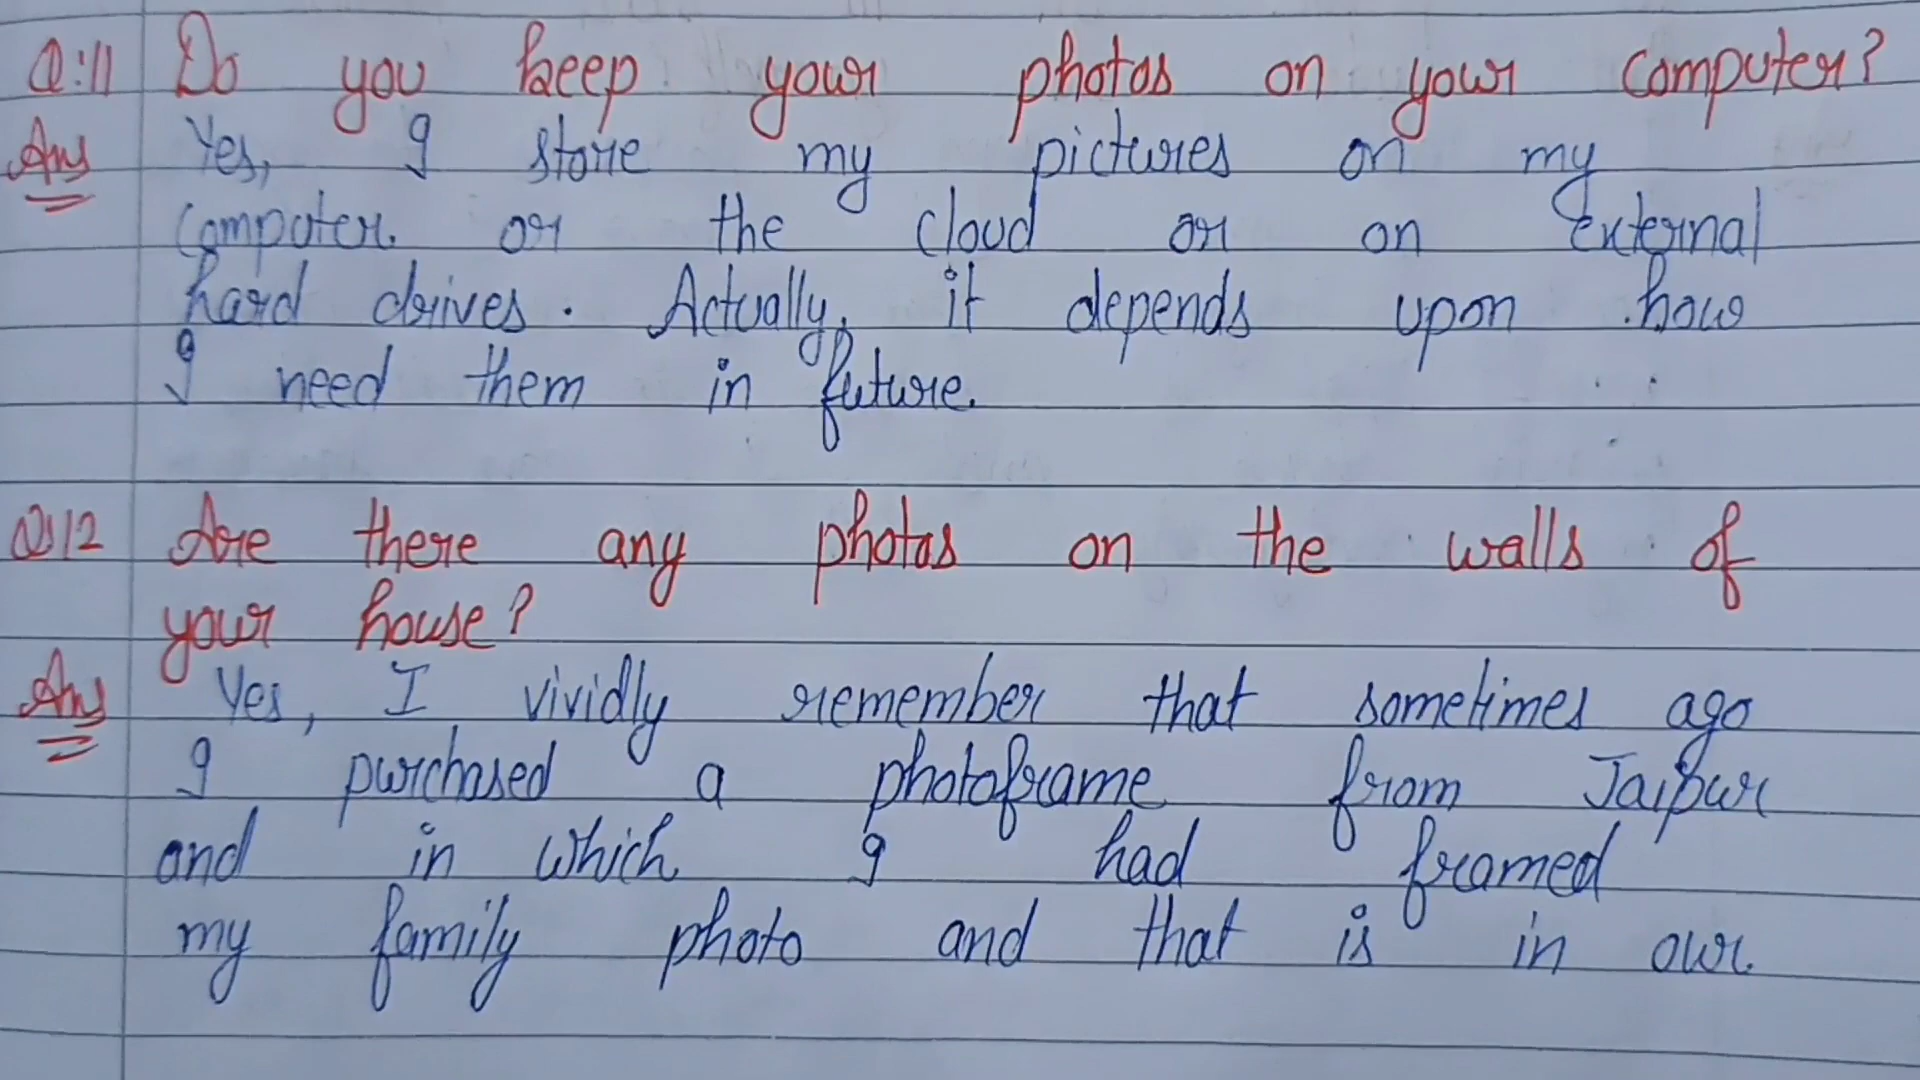 Q:11 Do you keep your photos on your computer?
Ans Yes, I store my pictures on my
computer or the cloud or on external
hard drives. Actually, it depends upon how
I need them in future.
Q:12 Are there any photos on the walls of
your house?
Ans Yes, I vividly remember that sometimes ago
I purchased a photoframe from Jaipur
and in which I had framed
my family photo and that is in our